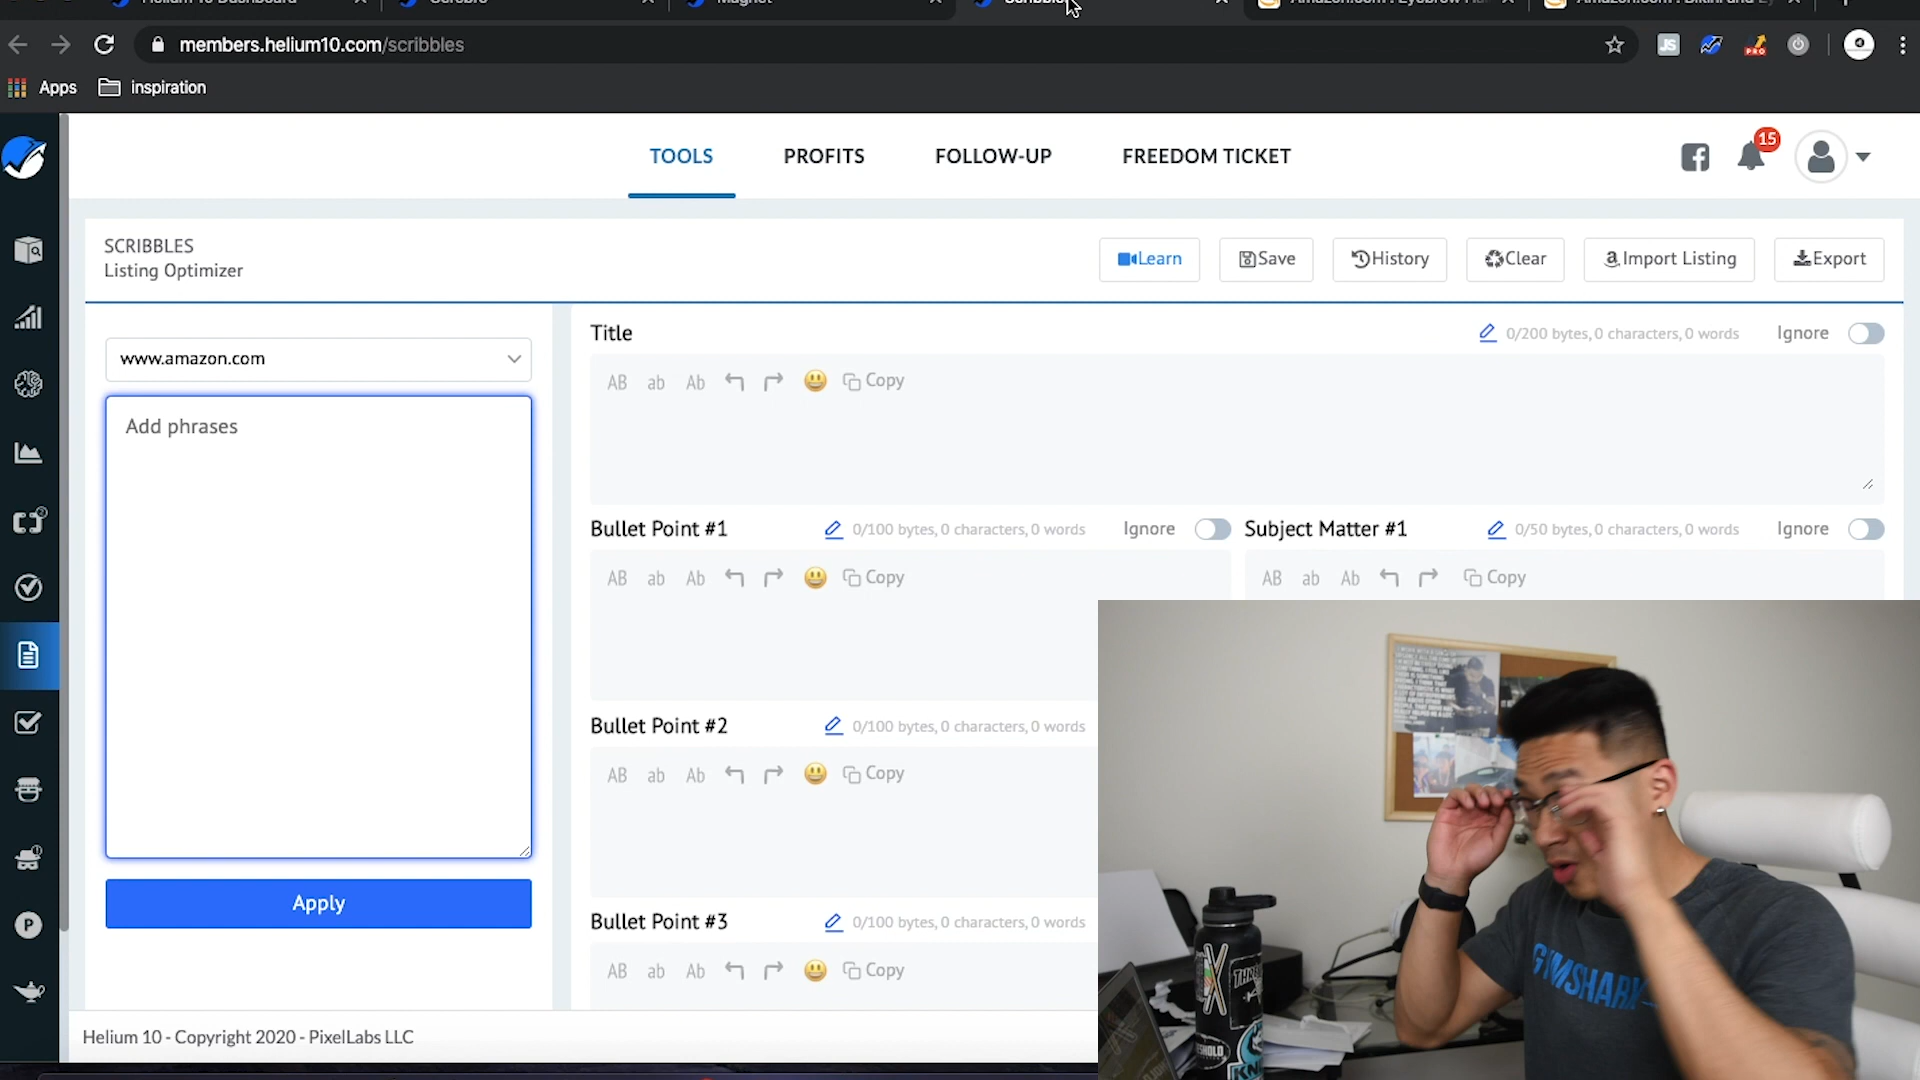 members.helium10.com/scribbles
Apps
inspiration
TOOLS
PROFITS
FOLLOW-UP
FREEDOM TICKET
15
SCRIBBLES
Listing Optimizer
Learn
Save
History
Clear
Import Listing
Export
www.amazon.com
Add phrases
Apply
Title
0/200 bytes, 0 characters, 0 words
Ignore
AB ab Ab Copy
Bullet Point #1
0/100 bytes, 0 characters, 0 words
Ignore
Subject Matter #1
0/50 bytes, 0 characters, 0 words
Ignore
AB ab Ab Copy
AB ab Ab Copy
Bullet Point #2
0/100 bytes, 0 characters, 0 words
AB ab Ab Copy
Bullet Point #3
0/100 bytes, 0 characters, 0 words
AB ab Ab Copy
Helium 10 - Copyright 2020 - PixelLabs LLC
GYMSHARK